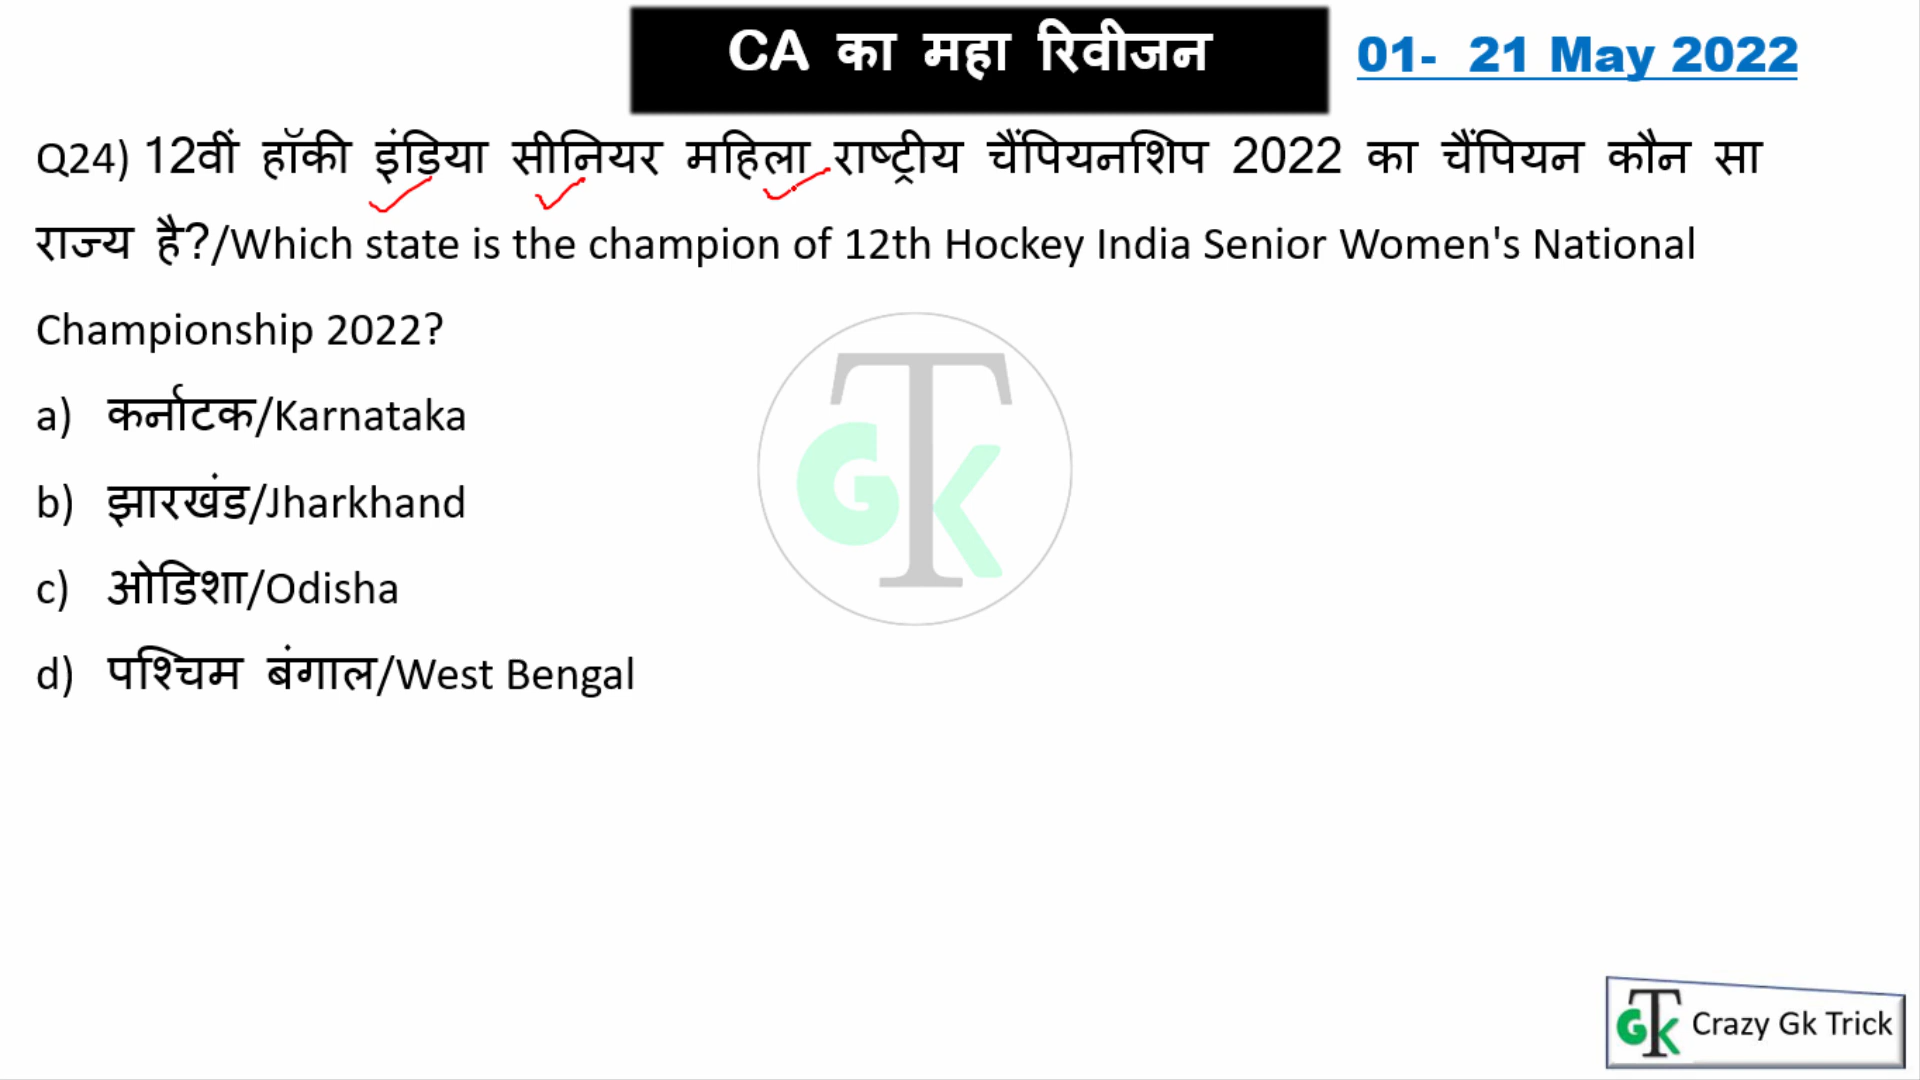 CA का महा रिवीजन
01- 21 May 2022
Q24) 12वीं हॉकी इंडिया सीनियर महिला राष्ट्रीय चैंपियनशिप 2022 का चैंपियन कौन सा
राज्य है?/Which state is the champion of 12th Hockey India Senior Women's National
Championship 2022?
a) कर्नाटक/Karnataka
b) झारखंड/Jharkhand
c) ओडिशा/Odisha
d) पश्चिम बंगाल/West Bengal
GTK
GTK Crazy Gk Trick